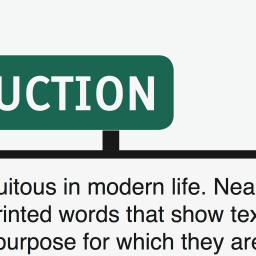 UCTION
uitous in modern life. Nea
rinted words that show tex
purpose for which they are